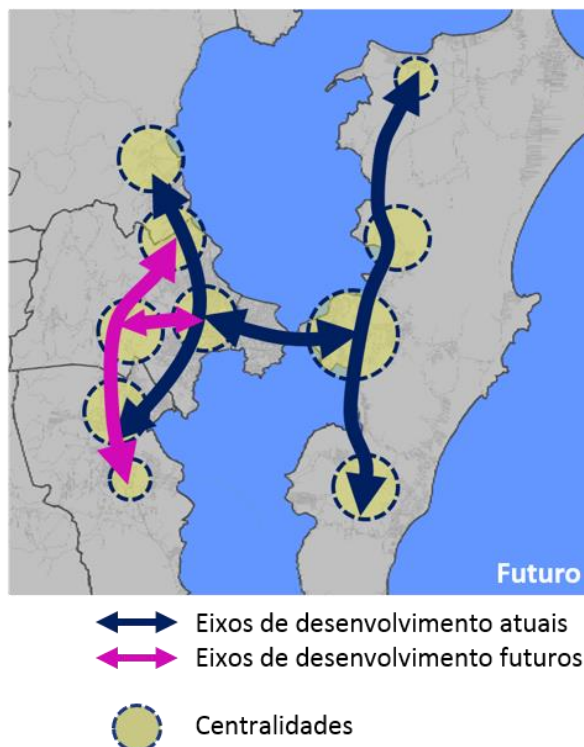 Futuro
Eixos de desenvolvimento atuais
Eixos de desenvolvimento futuros
Centralidades